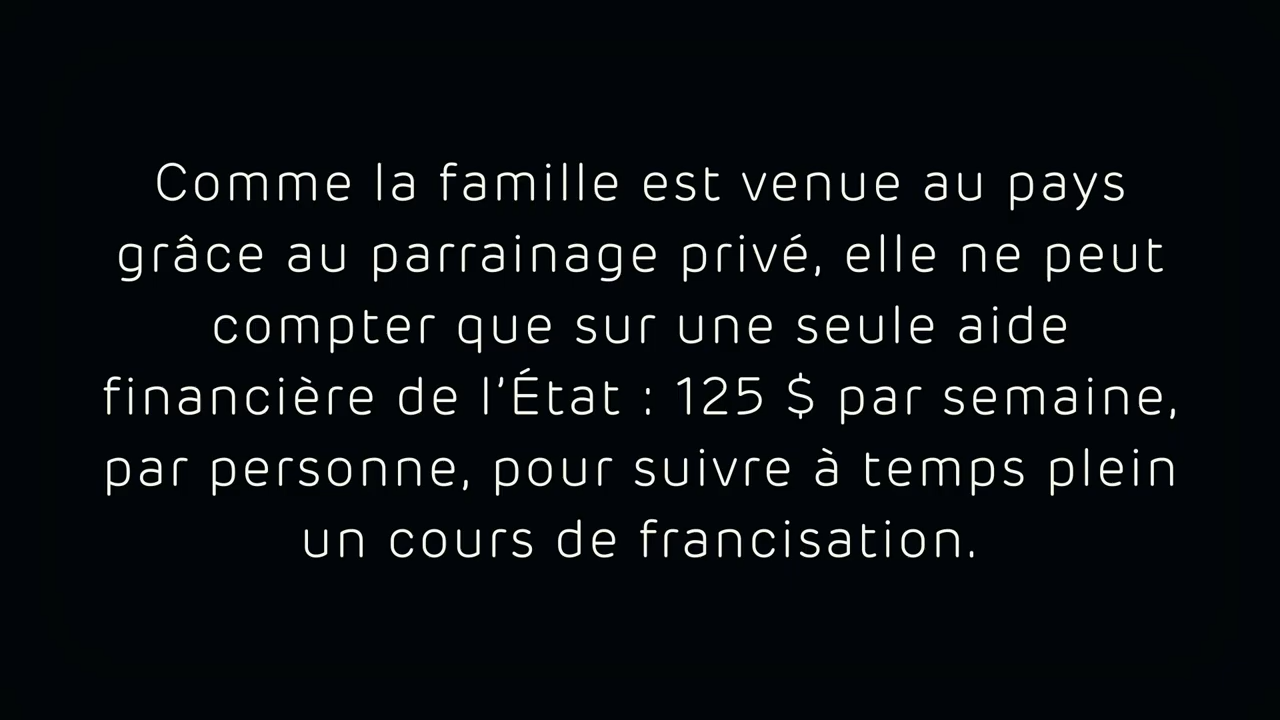 Comme la famille est venue au pays
grâce au parrainage privé, elle ne peut
compter que sur une seule aide
financière de l’État : 125 $ par semaine,
par personne, pour suivre à temps plein
un cours de francisation.